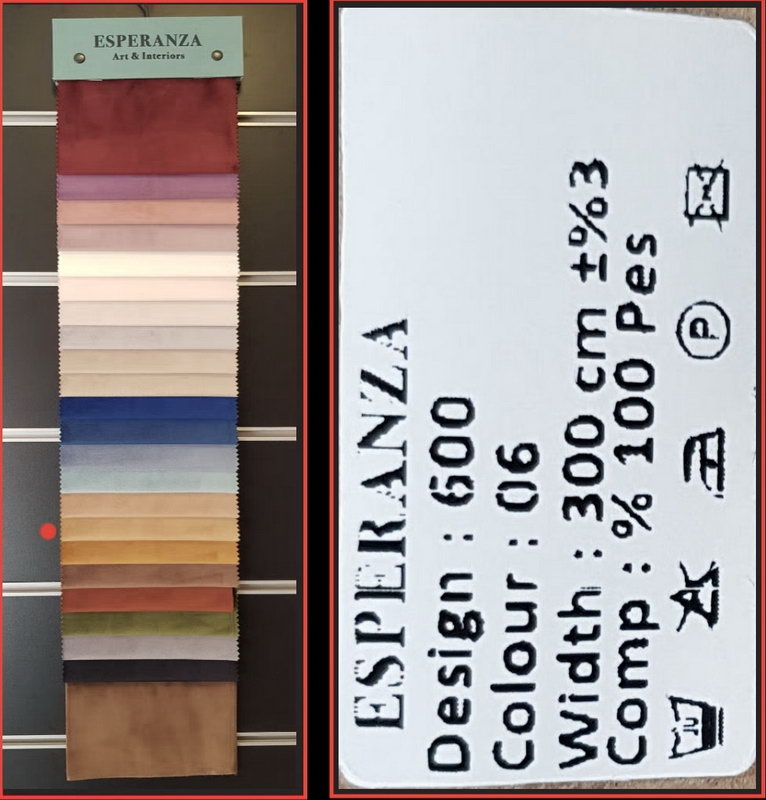 ESPERANZA
Art & Interiors
ESPERANZA
Design : 600
Colour : 06
Width : 300 cm ±%3
Comp : % 100 Pes
P